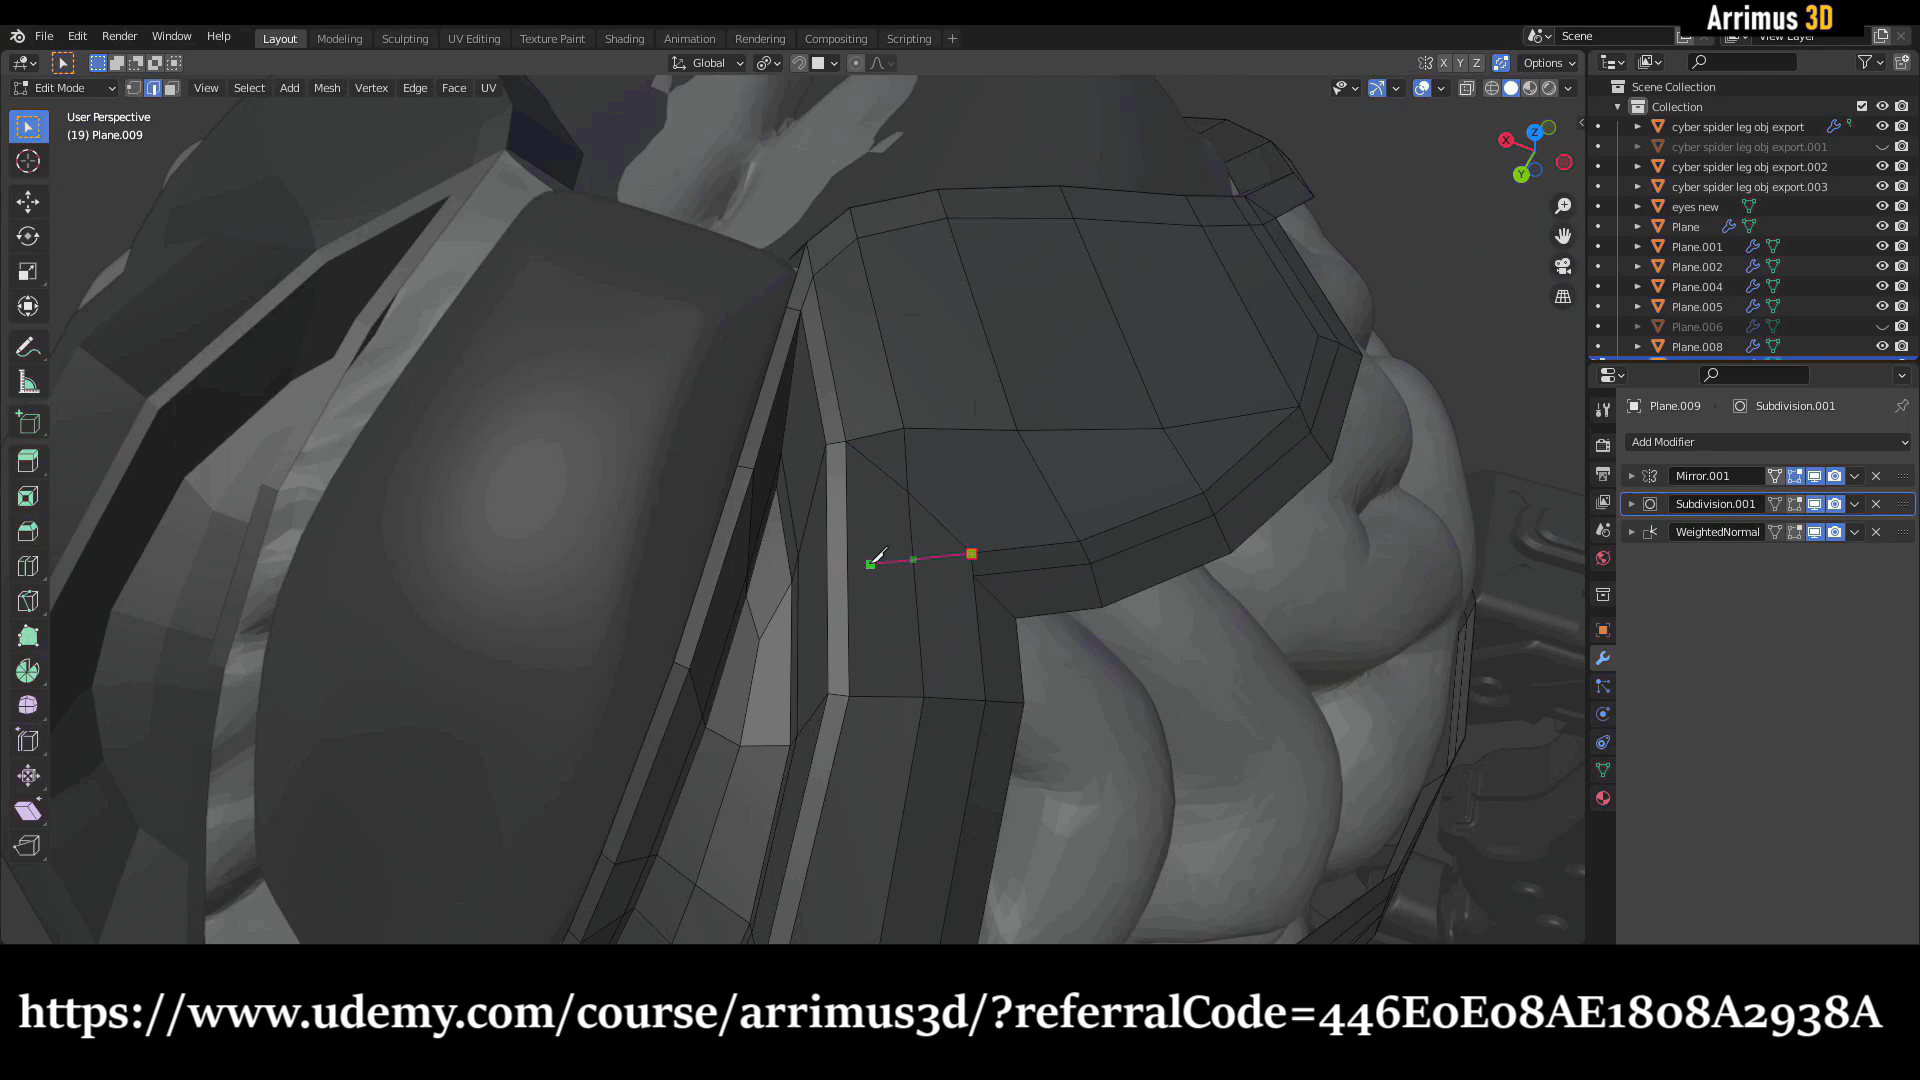 Arrimus 3D
File Edit Render Window Help
Layout Modeling Sculpting UV Editing Texture Paint Shading Animation Rendering Compositing Scripting
Scene
View Layer
Global
X Y Z
Options
Edit Mode
View Select Add Mesh Vertex Edge Face UV
User Perspective
(19) Plane.009
X
Z
Y
Scene Collection
Collection
cyber spider leg obj export
cyber spider leg obj export.001
cyber spider leg obj export.002
cyber spider leg obj export.003
eyes new
Plane
Plane.001
Plane.002
Plane.004
Plane.005
Plane.006
Plane.008
Plane.009
Subdivision.001
Add Modifier
Mirror.001
Subdivision.001
WeightedNormal
https://www.udemy.com/course/arrimus3d/?referralCode=446E0E08AE1808A2938A